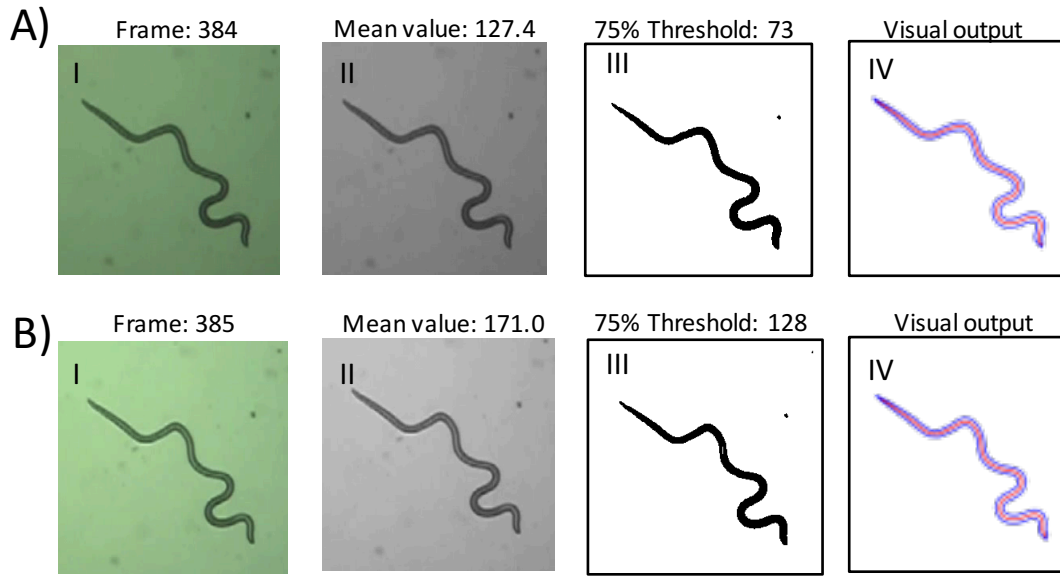 A)
Frame: 384
Mean value: 127.4
75% Threshold: 73
Visual output
I
II
III
IV
B)
Frame: 385
Mean value: 171.0
75% Threshold: 128
Visual output
I
II
III
IV